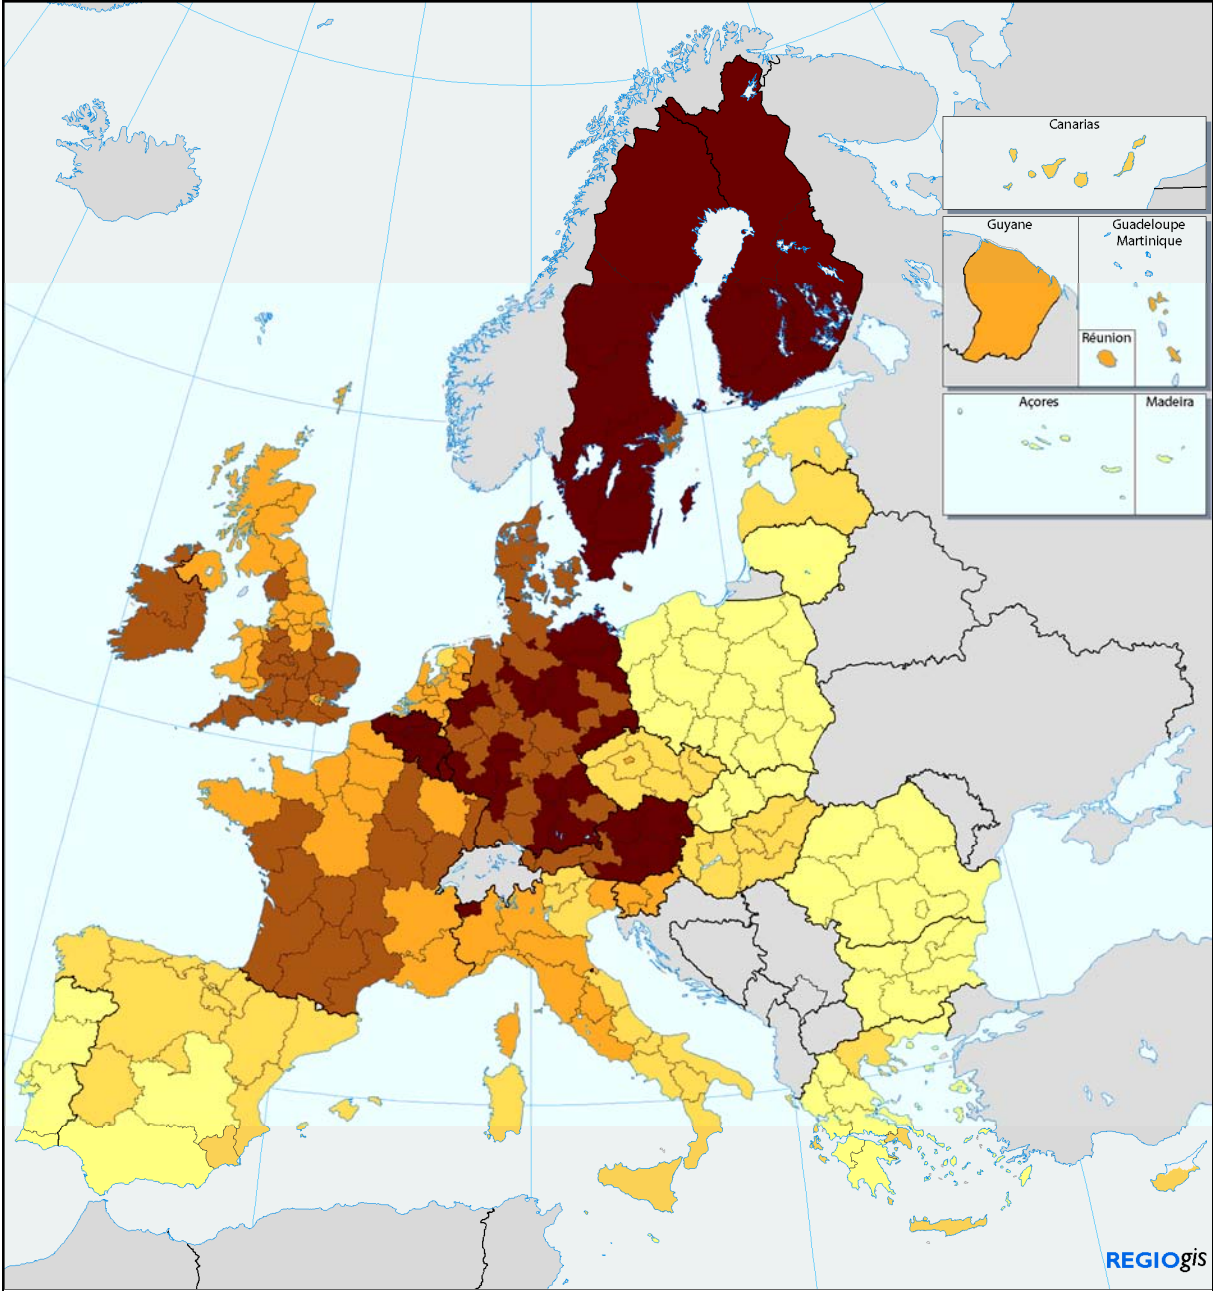 Canarias
Guyane
Guadeloupe
Martinique
Réunion
Açores
Madeira
REGIOgis